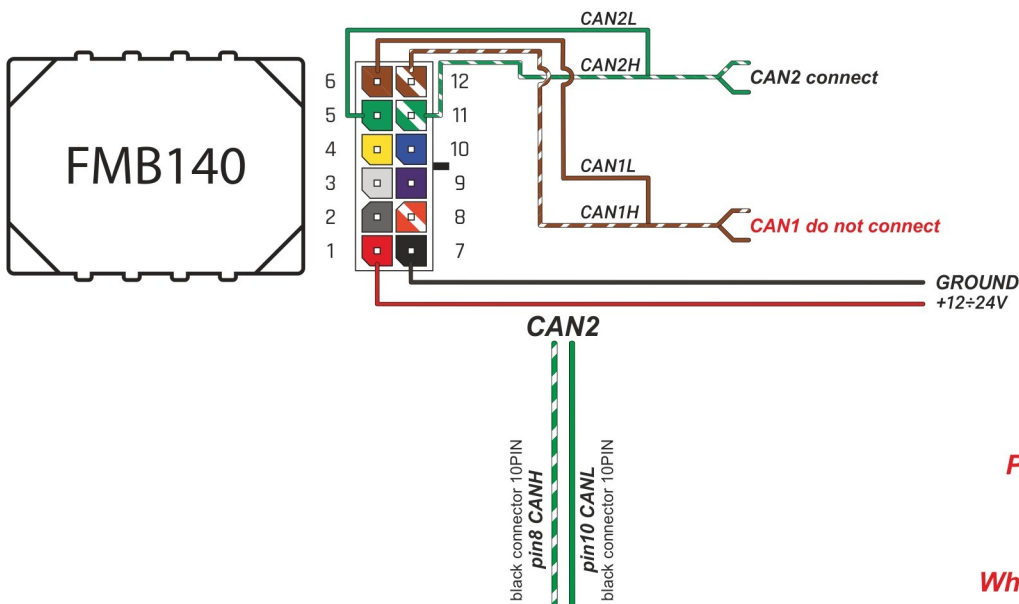 CAN2L
CAN2H
CAN2 connect
FMB140
6 12
5 11
4 10
3 9
2 8
1 7
CAN1L
CAN1H
CAN1 do not connect
GROUND
+12÷24V
CAN2
black connector 10PIN
pin8 CANH
pin10 CANL
black connector 10PIN